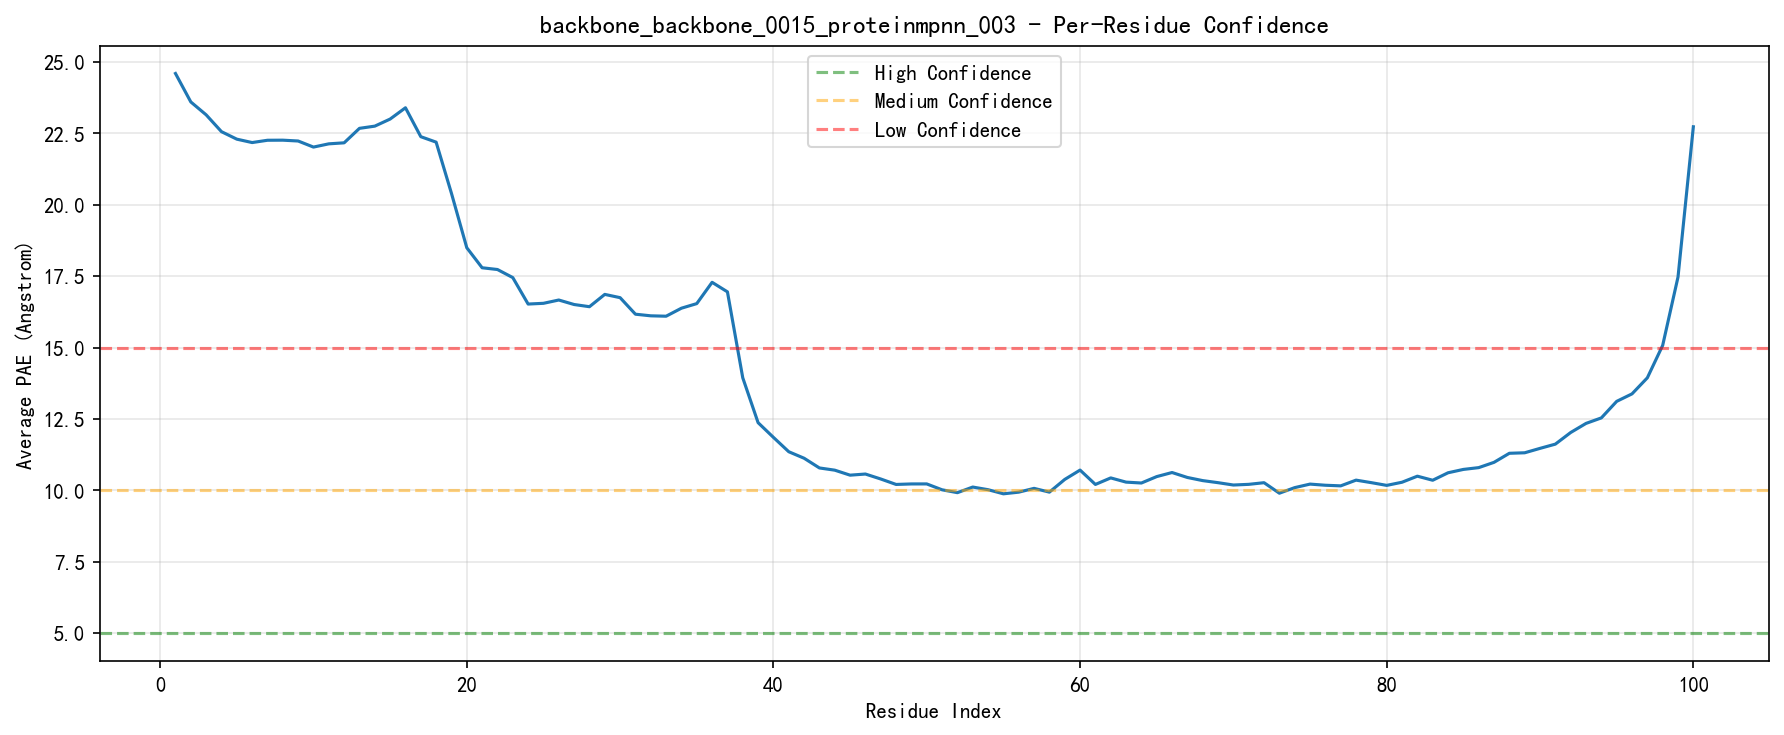 backbone_backbone_0015_proteinmpnn_003 - Per-Residue Confidence
High Confidence
Medium Confidence
Low Confidence
Average PAE (Angstrom)
25.0
22.5
20.0
17.5
15.0
12.5
10.0
7.5
5.0
0 20 40 60 80 100
Residue Index